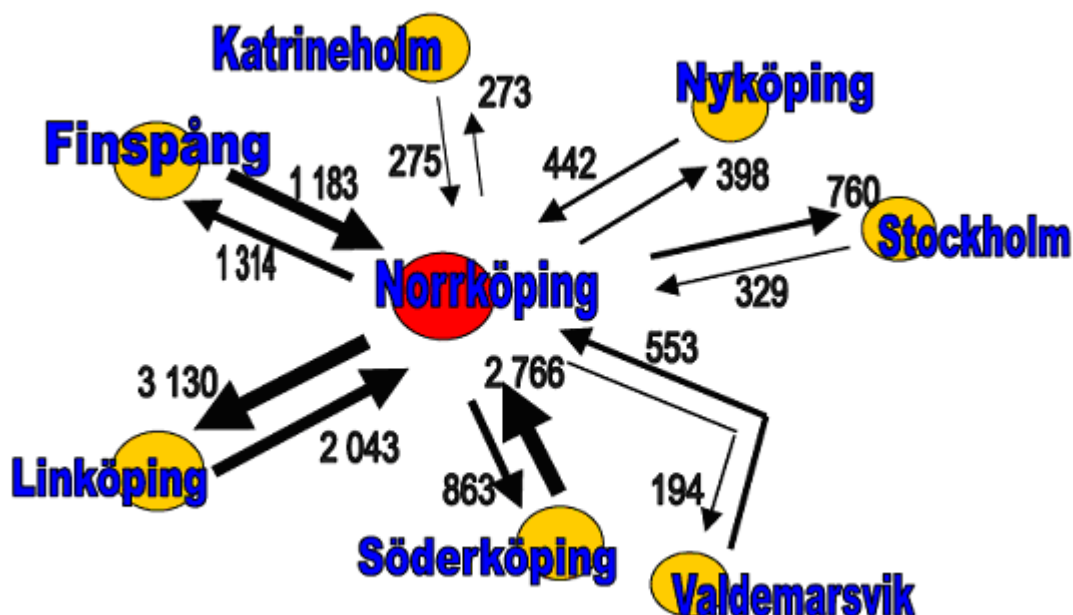 Katrineholm
273
Nyköping
Finspång
275
442
398
1 183
760
Stockholm
1 314
Norrköping
329
553
3 130
2 766
2 043
Linköping
863
194
Söderköping
Valdemarsvik